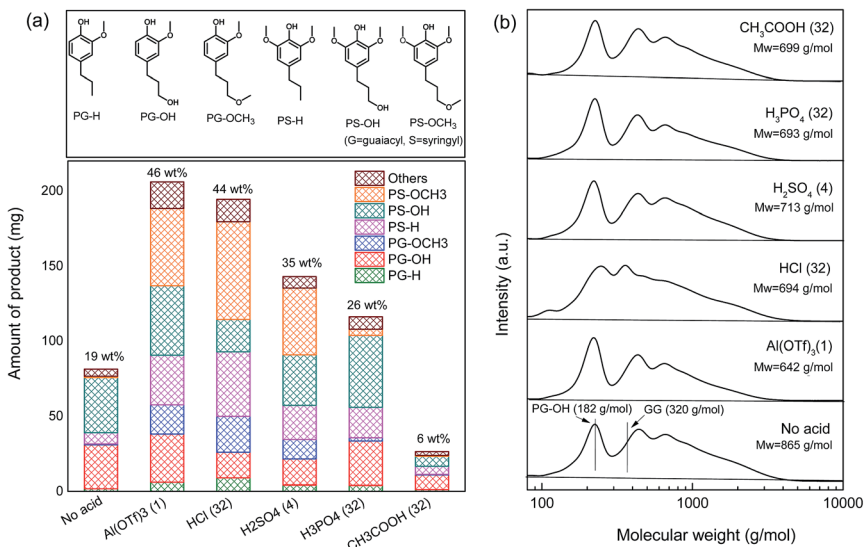 (a)
OH
O
PG-H
OH
O
OH
PG-OH
OH
O
O
PG-OCH₃
OH
O
O
PS-H
OH
O
O
OH
PS-OH
OH
O
O
O
PS-OCH₃
(G=guaiacyl, S=syringyl)
Amount of product (mg)
200
150
100
50
0
19 wt%
46 wt%
44 wt%
35 wt%
26 wt%
6 wt%
Others
PS-OCH3
PS-OH
PS-H
PG-OCH3
PG-OH
PG-H
No acid
Al(OTf)3 (1)
HCl (32)
H2SO4 (4)
H3PO4 (32)
CH3COOH (32)
(b)
Intensity (a.u.)
CH₃COOH (32)
Mw=699 g/mol
H₃PO₄ (32)
Mw=693 g/mol
H₂SO₄ (4)
Mw=713 g/mol
HCl (32)
Mw=694 g/mol
Al(OTf)₃(1)
Mw=642 g/mol
PG-OH (182 g/mol)
GG (320 g/mol)
No acid
Mw=865 g/mol
100
1000
10000
Molecular weight (g/mol)